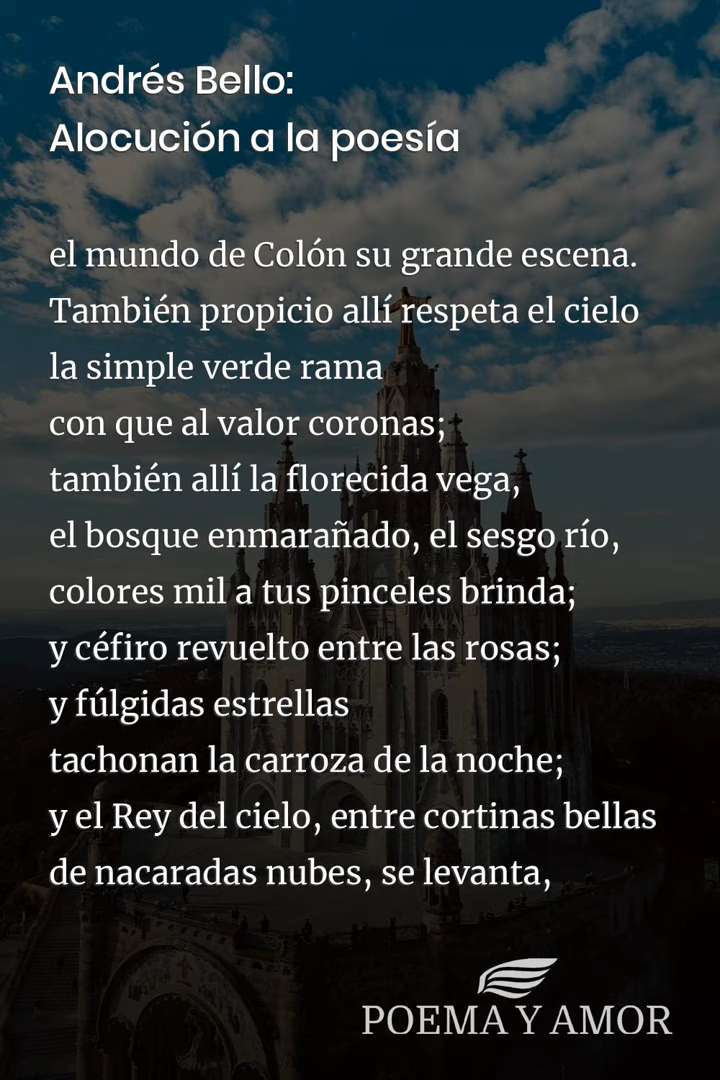 Andrés Bello:
Alocución a la poesía
el mundo de Colón su grande escena.
También propicio allí respeta el cielo
la simple verde rama
con que al valor coronas;
también allí la florecida vega,
el bosque enmarañado, el sesgo río,
colores mil a tus pinceles brinda;
y céfiro revuelto entre las rosas;
y fúlgidas estrellas
tachonan la carroza de la noche;
y el Rey del cielo, entre cortinas bellas
de nacaradas nubes, se levanta,
POEMA Y AMOR